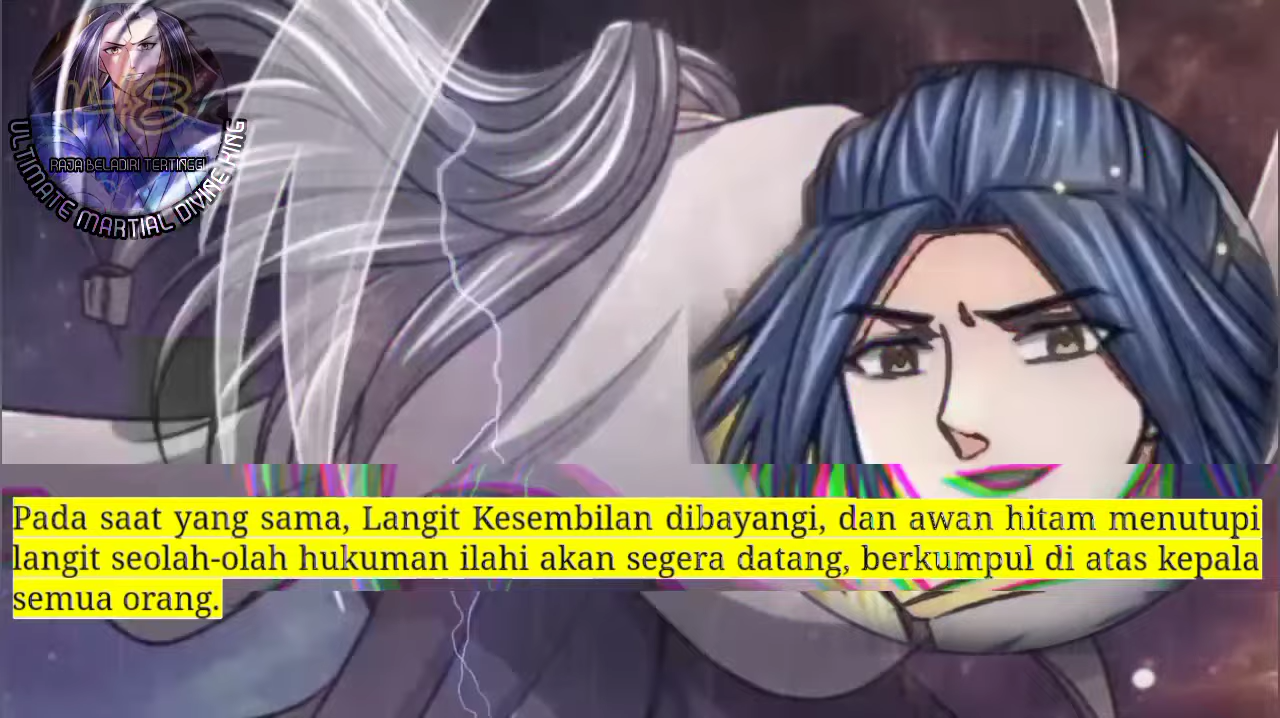 RAJA BELADIRI TERTINGGI
ULTIMATE MARTIAL DIVINE KING
Pada saat yang sama, Langit Kesembilan dibayangi, dan awan hitam menutupi
langit seolah-olah hukuman ilahi akan segera datang, berkumpul di atas kepala
semua orang.